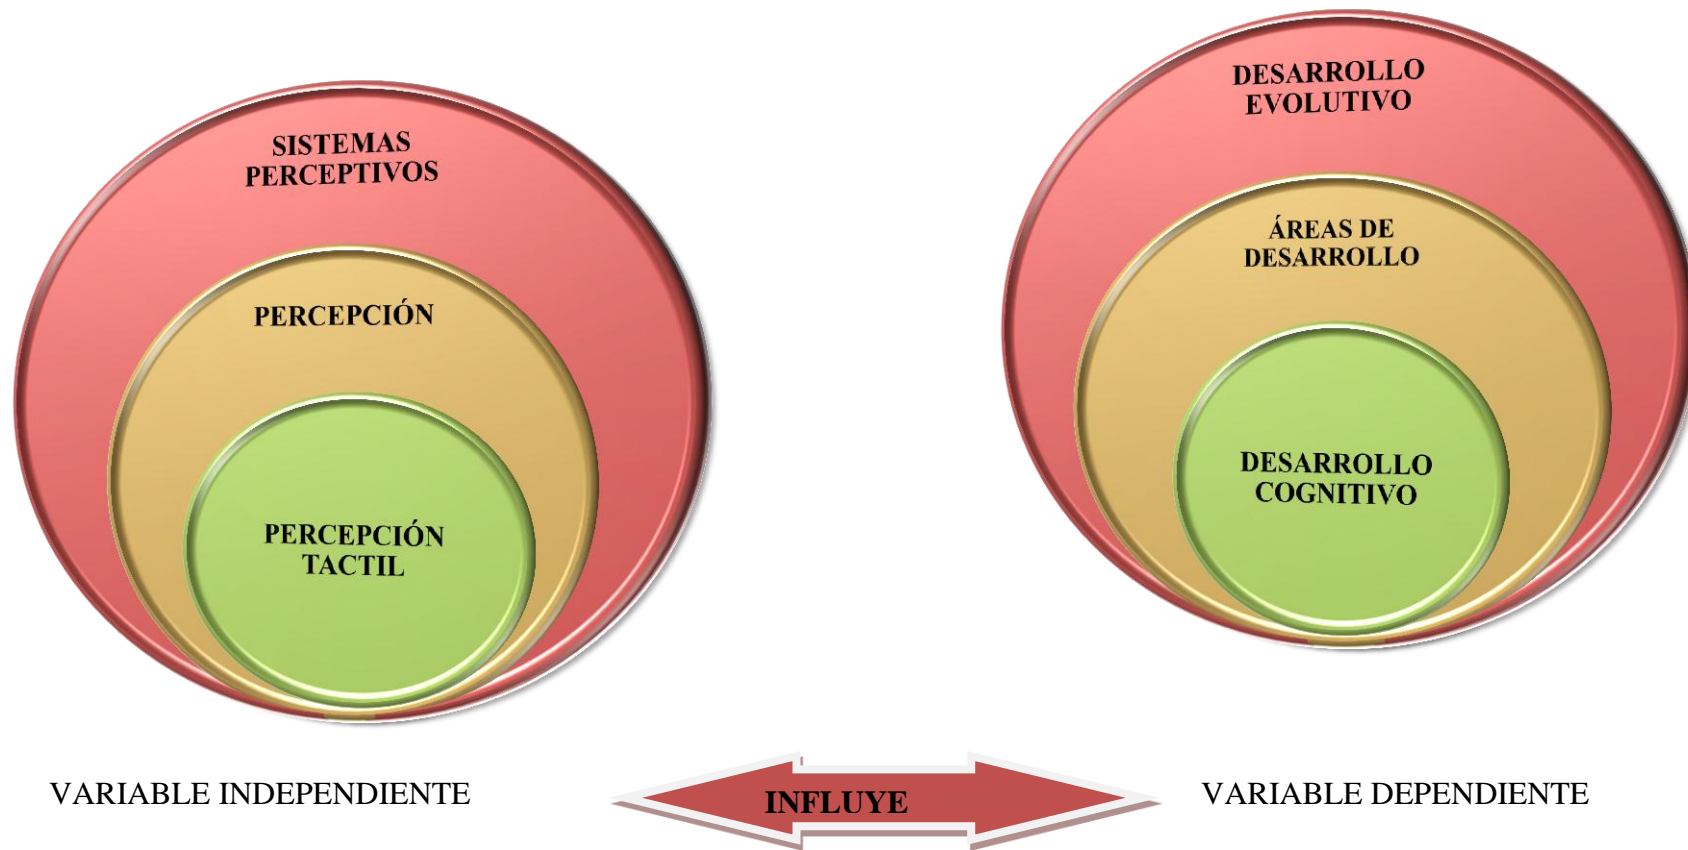 SISTEMAS
PERCEPTIVOS
PERCEPCIÓN
PERCEPCIÓN
TACTIL
DESARROLLO
EVOLUTIVO
ÁREAS DE
DESARROLLO
DESARROLLO
COGNITIVO
VARIABLE INDEPENDIENTE
INFLUYE
VARIABLE DEPENDIENTE